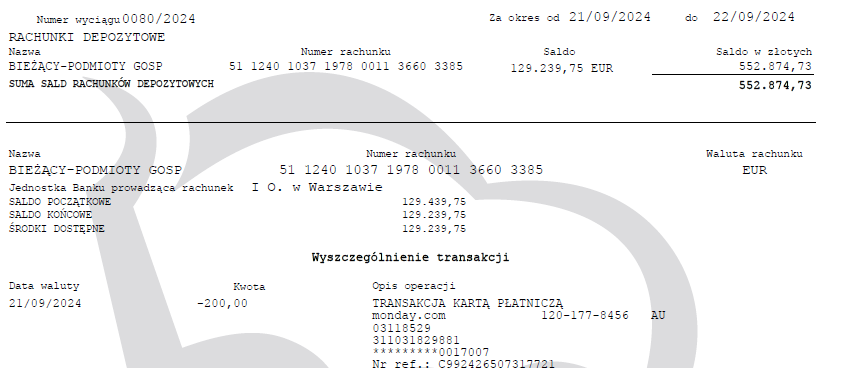 Numer wyciągu 0080/2024 Za okres od 21/09/2024 do 22/09/2024
RACHUNKI DEPOZYTOWE
Nazwa Numer rachunku Saldo Saldo w złotych
BIEŻĄCY-PODMIOTY GOSP 51 1240 1037 1978 0011 3660 3385 129.239,75 EUR 552.874,73
SUMA SALD RACHUNKÓW DEPOZYTOWYCH 552.874,73
Nazwa Numer rachunku Waluta rachunku
BIEŻĄCY-PODMIOTY GOSP 51 1240 1037 1978 0011 3660 3385 EUR
Jednostka Banku prowadząca rachunek I O. w Warszawie
SALDO POCZĄTKOWE 129.439,75
SALDO KOŃCOWE 129.239,75
ŚRODKI DOSTĘPNE 129.239,75
Wyszczególnienie transakcji
Data waluty Kwota Opis operacji
21/09/2024 -200,00 TRANSAKCJA KARTĄ PŁATNICZĄ
monday.com 120-177-8456 AU
03118529
311031829881
*********0017007
Nr ref.: C992426507317721